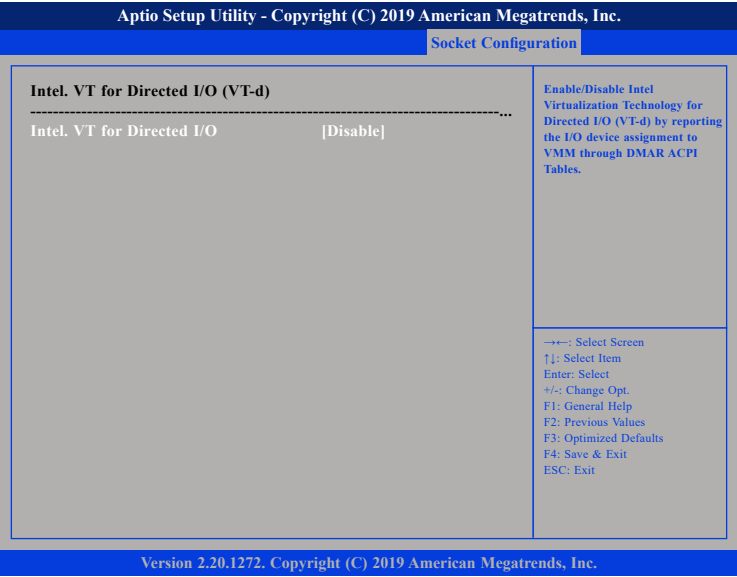 Aptio Setup Utility - Copyright (C) 2019 American Megatrends, Inc.
Socket Configuration
Intel. VT for Directed I/O (VT-d)
--------------------------------------------------------------------------------------...
Intel. VT for Directed I/O [Disable]
Enable/Disable Intel
Virtualization Technology for
Directed I/O (VT-d) by reporting
the I/O device assignment to
VMM through DMAR ACPI
Tables.
→←: Select Screen
↑↓: Select Item
Enter: Select
+/-: Change Opt.
F1: General Help
F2: Previous Values
F3: Optimized Defaults
F4: Save & Exit
ESC: Exit
Version 2.20.1272. Copyright (C) 2019 American Megatrends, Inc.